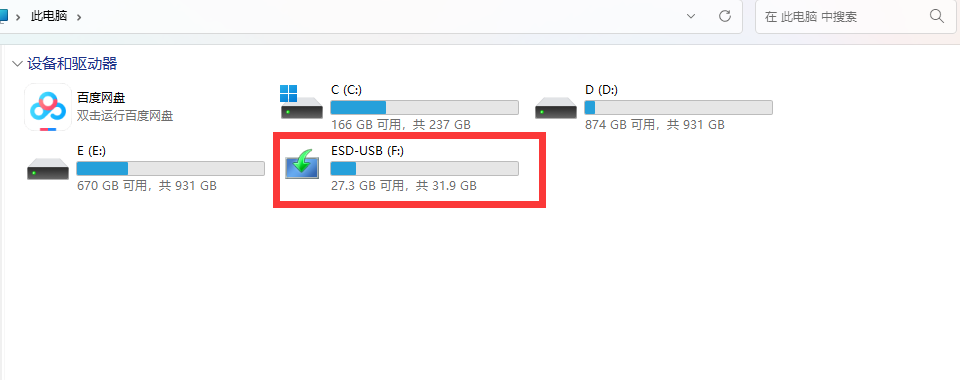 此电脑
在 此电脑 中搜索
设备和驱动器
百度网盘
双击运行百度网盘
C (C:)
166 GB 可用，共 237 GB
D (D:)
874 GB 可用，共 931 GB
E (E:)
670 GB 可用，共 931 GB
ESD-USB (F:)
27.3 GB 可用，共 31.9 GB